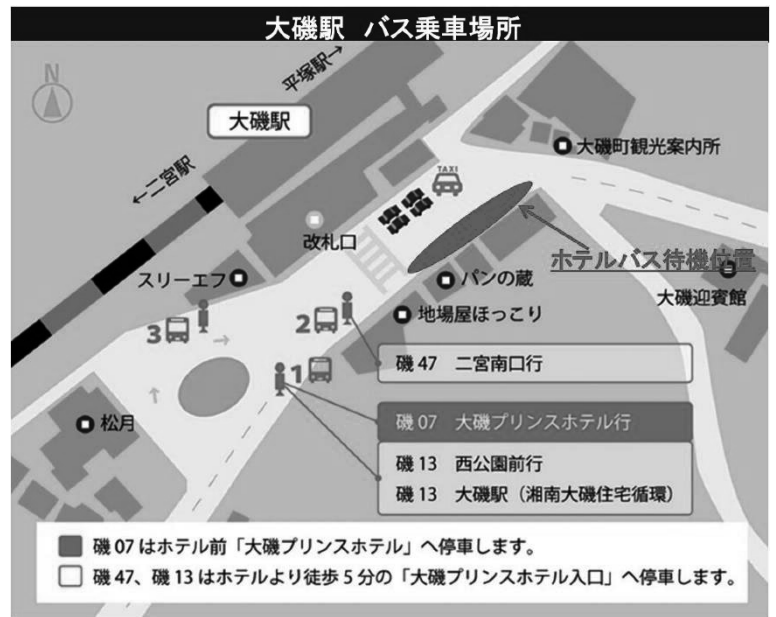 大磯駅　バス乗車場所
N
平塚駅→
大磯駅
←二宮駅
大磯町観光案内所
TAXI
改札口
ホテルバス待機位置
スリーエフ
パンの蔵
大磯迎賓館
地場屋ほっこり
3
2
1
磯 47　二宮南口行
磯 07　大磯プリンスホテル行
松月
磯 13　西公園前行
磯 13　大磯駅（湘南大磯住宅循環）
磯 07 はホテル前「大磯プリンスホテル」へ停車します。
磯 47、磯 13 はホテルより徒歩 5 分の「大磯プリンスホテル入口」へ停車します。